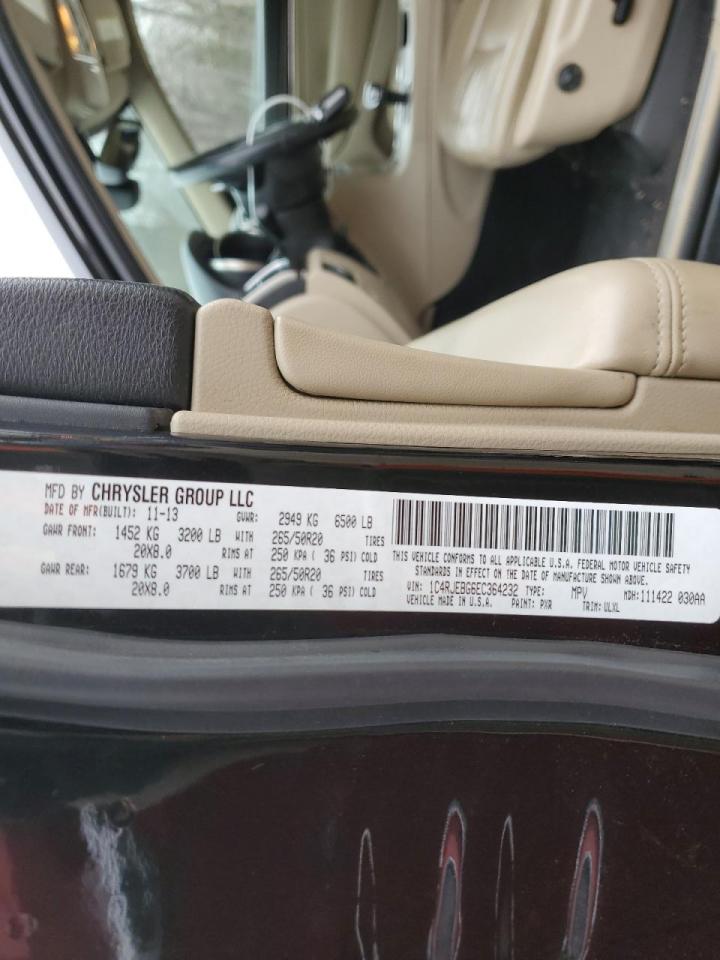 MFD BY CHRYSLER GROUP LLC
DATE OF MFR(BUILT): 11-13 GVWR: 2949 KG 6500 LB
GAWR FRONT: 1452 KG 3200 LB WITH 265/50R20 TIRES
20X8.0 RIMS AT 250 KPA ( 36 PSI) COLD
GAWR REAR: 1679 KG 3700 LB WITH 265/50R20 TIRES
20X8.0 RIMS AT 250 KPA ( 36 PSI) COLD
THIS VEHICLE CONFORMS TO ALL APPLICABLE U.S.A. FEDERAL MOTOR VEHICLE SAFETY
STANDARDS IN EFFECT ON THE DATE OF MANUFACTURE SHOWN ABOVE.
VIN: 1C4RJEBG6EC364232 TYPE: MPV MDH:111422 030AA
VEHICLE MADE IN U.S.A. PAINT: PXR TRIM: ULXL